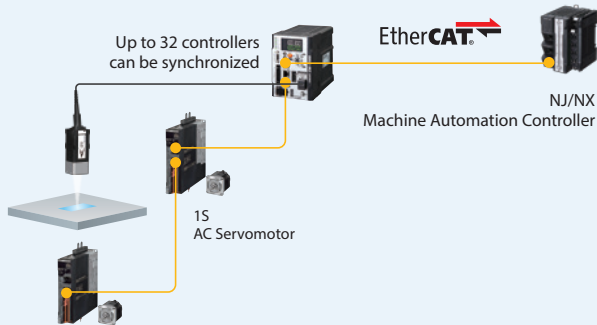 Up to 32 controllers
can be synchronized
EtherCAT®
NJ/NX
Machine Automation Controller
1S
AC Servomotor